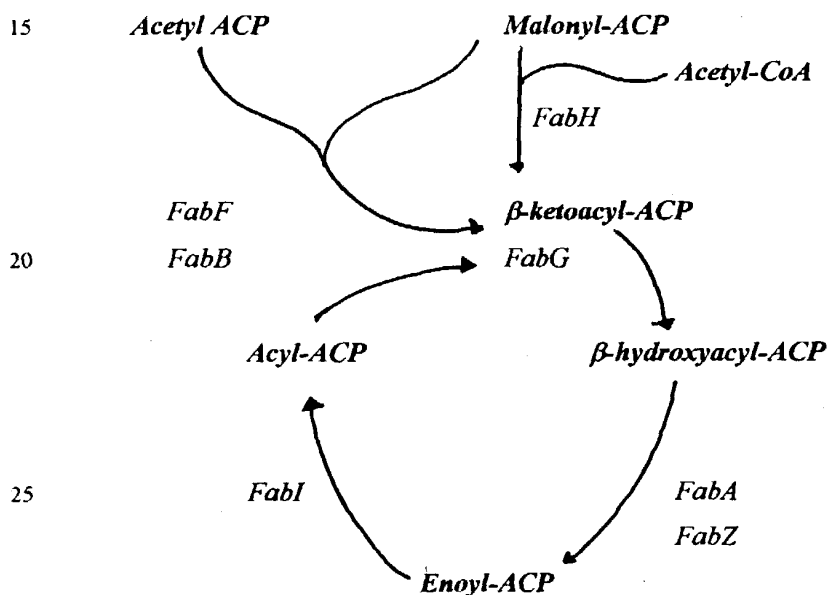 15 Acetyl ACP Malonyl-ACP
Acetyl-CoA
FabH
FabF β-ketoacyl-ACP
20 FabB FabG
Acyl-ACP β-hydroxyacyl-ACP
25 FabI FabA
FabZ
Enoyl-ACP